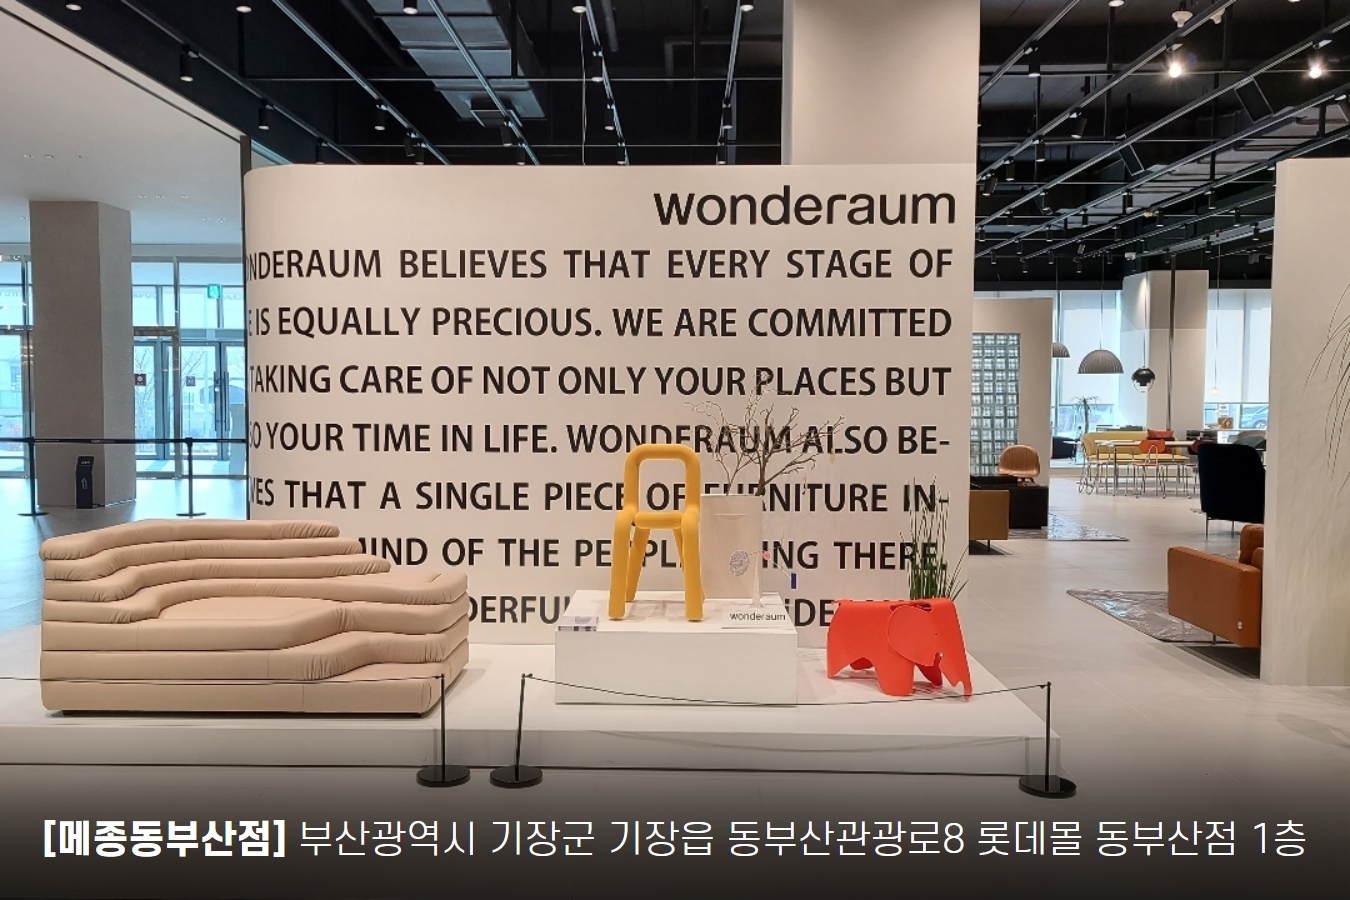 wonderaum
NDERAUM BELIEVES THAT EVERY STAGE OF
E IS EQUALLY PRECIOUS. WE ARE COMMITTED
TAKING CARE OF NOT ONLY YOUR PLACES BUT
SO YOUR TIME IN LIFE. WONDERAUM ALSO BE-
VES THAT A SINGLE PIECE OF FURNITURE IN-
MIND OF THE PEOPLE THERE.
wonderaum
[메종동부산점] 부산광역시 기장군 기장읍 동부산관광로8 롯데몰 동부산점 1층